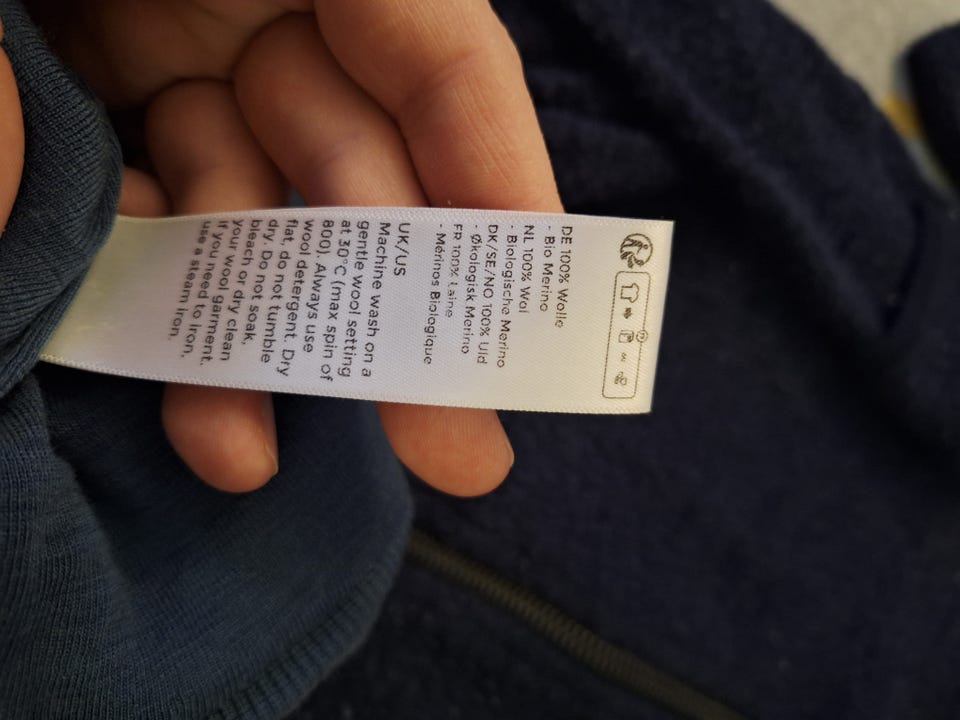 DE 100% Wolle
- Bio Merino
NL 100% Wol
- Biologische Merino
DK/SE/NO 100% Uld
- Økologisk Merino
FR 100% Laine
- Mérinos Biologique
UK/US
Machine wash on a
gentle wool setting
at 30°C (max spin of
800). Always use
wool detergent. Dry
flat, do not tumble
dry. Do not soak,
bleach or dry clean
your wool garment.
If you need to iron,
use a steam iron.